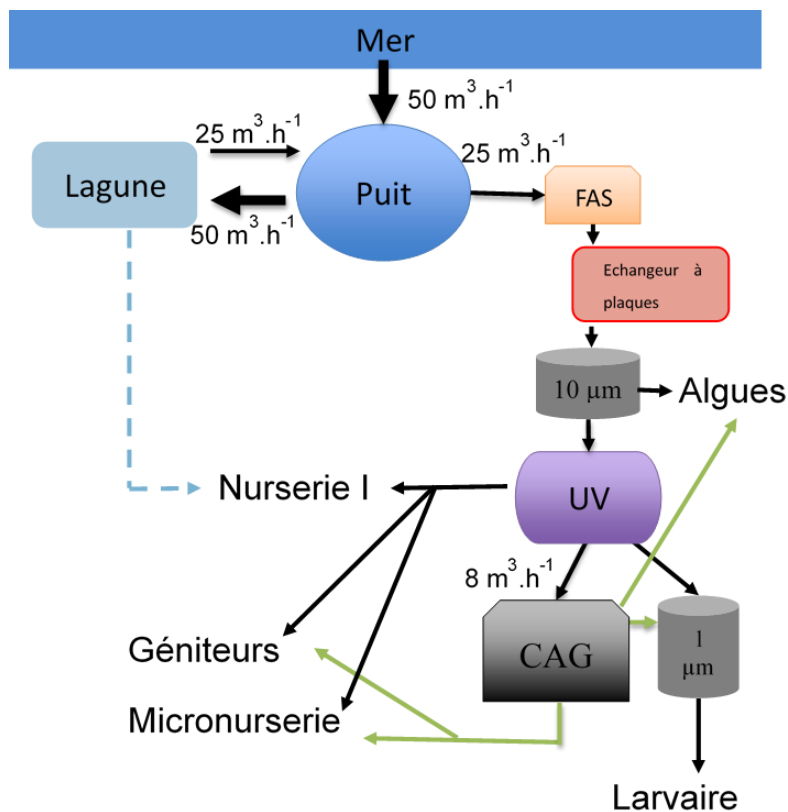 Mer
50 m³.h⁻¹
25 m³.h⁻¹
25 m³.h⁻¹
Lagune
Puit
FAS
50 m³.h⁻¹
Echangeur à
plaques
10 µm
Algues
Nurserie I
UV
8 m³.h⁻¹
Géniteurs
CAG
1
µm
Micronurserie
Larvaire